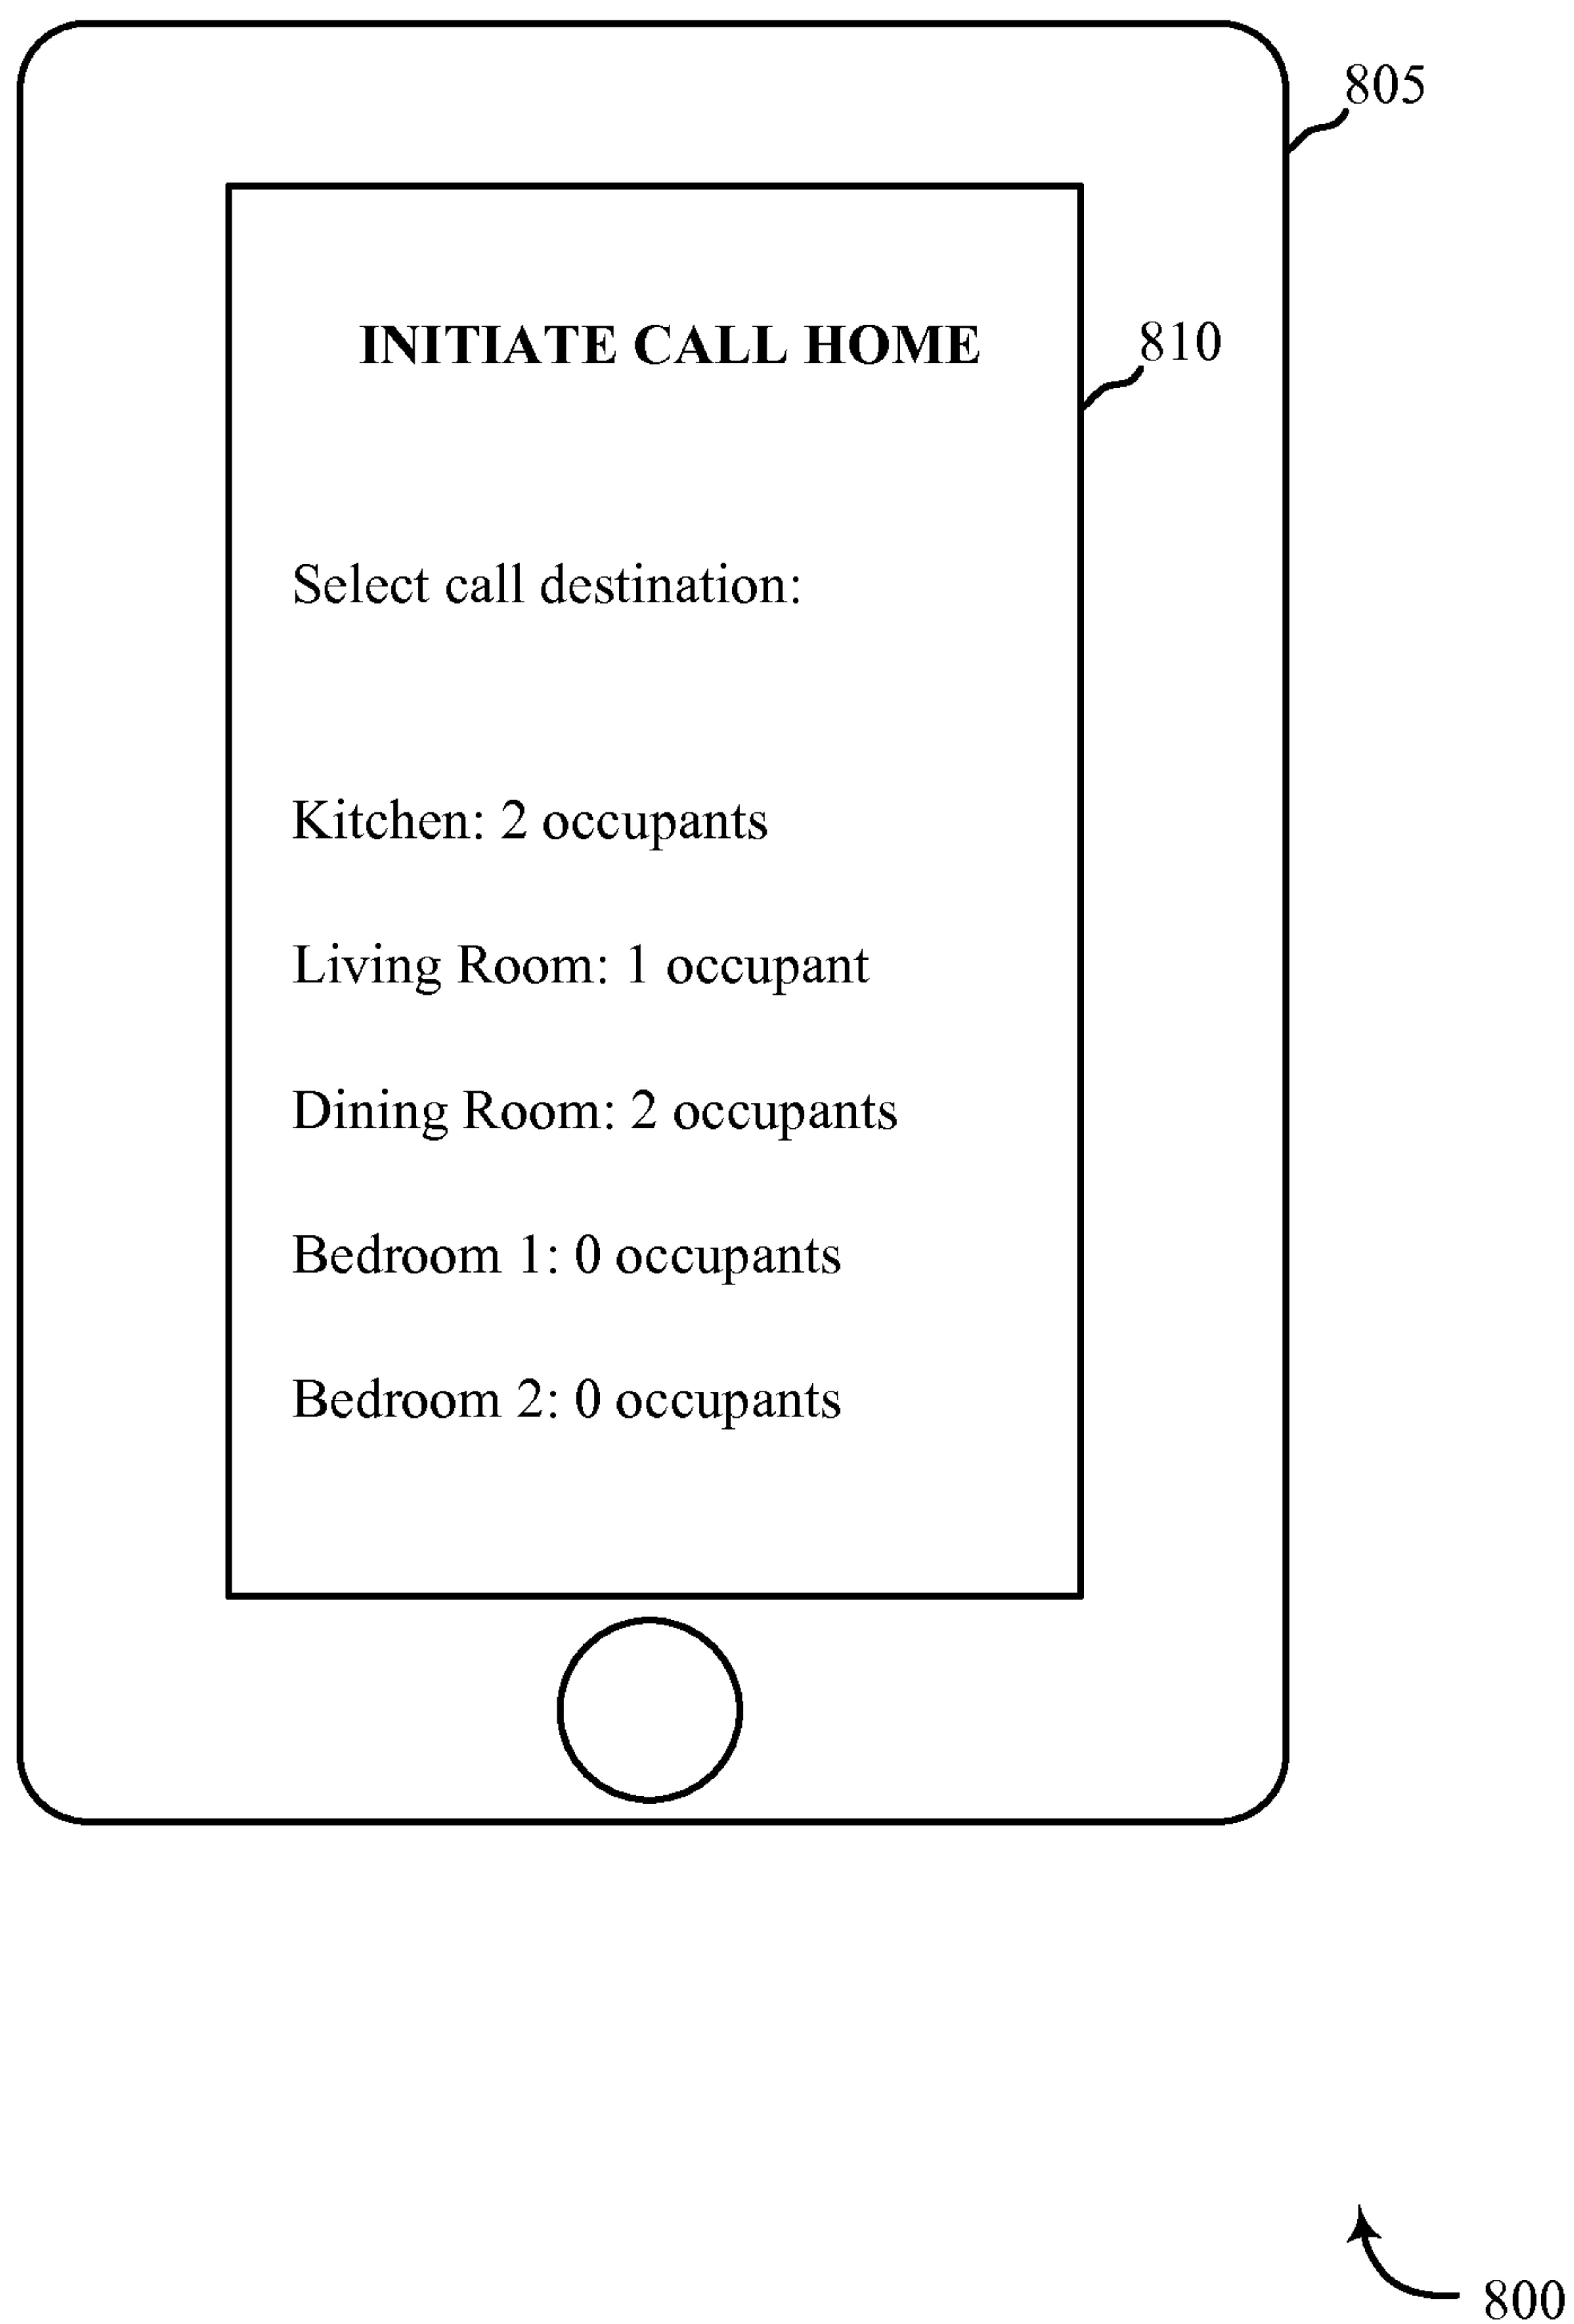 805
INITIATE CALL HOME
810
Select call destination:
Kitchen: 2 occupants
Living Room: 1 occupant
Dining Room: 2 occupants
Bedroom 1: 0 occupants
Bedroom 2: 0 occupants
800